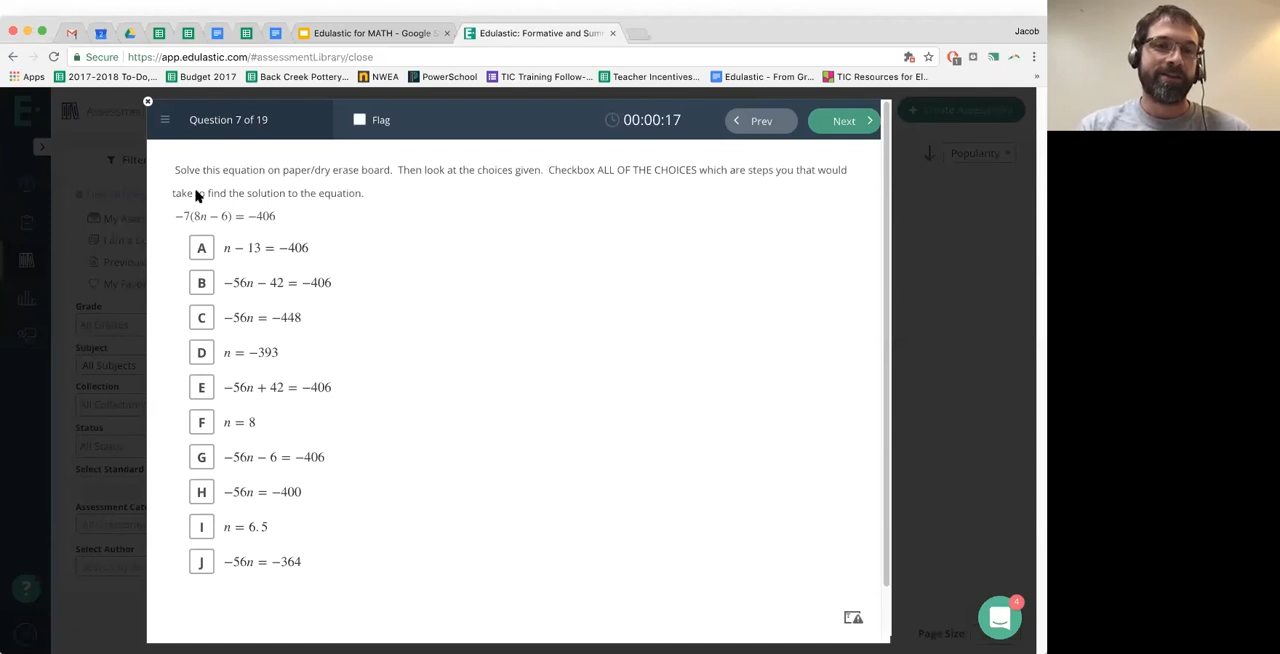 Edulastic for MATH - Google S
Edulastic: Formative and Sum
Jacob
Secure
https://app.edulastic.com/#assessmentLibrary/close
Apps
2017-2018 To-Do,...
Budget 2017
Back Creek Pottery...
NWEA
PowerSchool
TIC Training Follow-...
Teacher Incentives...
Edulastic - From Gr...
TIC Resources for El..
»
Question 7 of 19
Flag
00:00:17
Prev
Next
Popularity
Filter
Solve this equation on paper/dry erase board. Then look at the choices given. Checkbox ALL OF THE CHOICES which are steps you that would
take to find the solution to the equation.
−7(8n − 6) = −406
A n − 13 = −406
B −56n − 42 = −406
C −56n = −448
D n = −393
E −56n + 42 = −406
F n = 8
G −56n − 6 = −406
H −56n = −400
I n = 6.5
J −56n = −364
Grade
Subject
All Subjects
Collection
Status
Select Standard
Select Author
Page Size
?
4